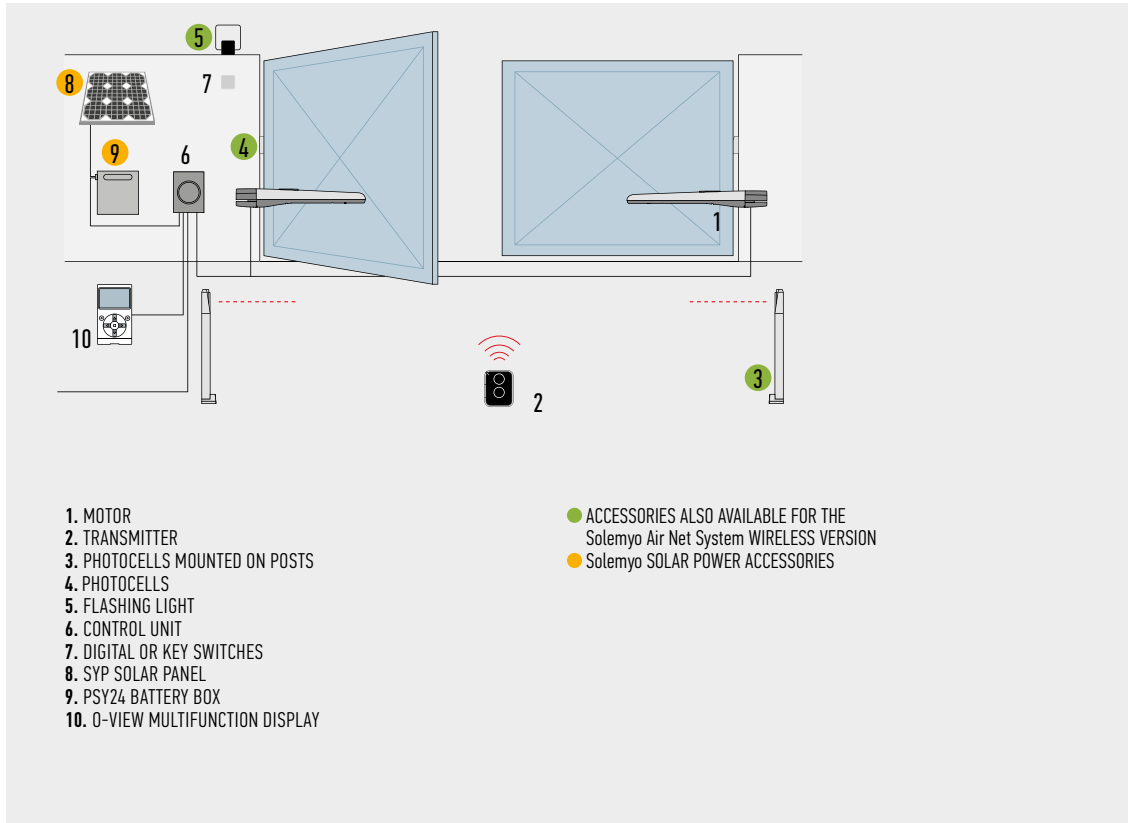 5
8
7
4
9
6
1
10
3
2
1. MOTOR
2. TRANSMITTER
3. PHOTOCELLS MOUNTED ON POSTS
4. PHOTOCELLS
5. FLASHING LIGHT
6. CONTROL UNIT
7. DIGITAL OR KEY SWITCHES
8. SYP SOLAR PANEL
9. PSY24 BATTERY BOX
10. O-VIEW MULTIFUNCTION DISPLAY
ACCESSORIES ALSO AVAILABLE FOR THE
Solemyo Air Net System WIRELESS VERSION
Solemyo SOLAR POWER ACCESSORIES